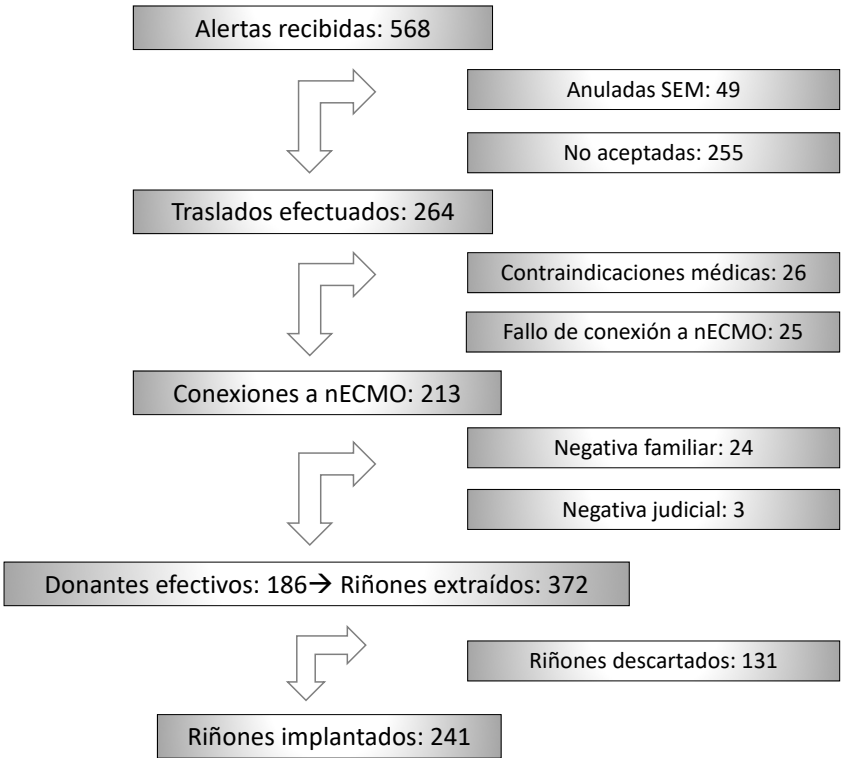 Alertas recibidas: 568
Anuladas SEM: 49
No aceptadas: 255
Traslados efectuados: 264
Contraindicaciones médicas: 26
Fallo de conexión a nECMO: 25
Conexiones a nECMO: 213
Negativa familiar: 24
Negativa judicial: 3
Donantes efectivos: 186→ Riñones extraídos: 372
Riñones descartados: 131
Riñones implantados: 241